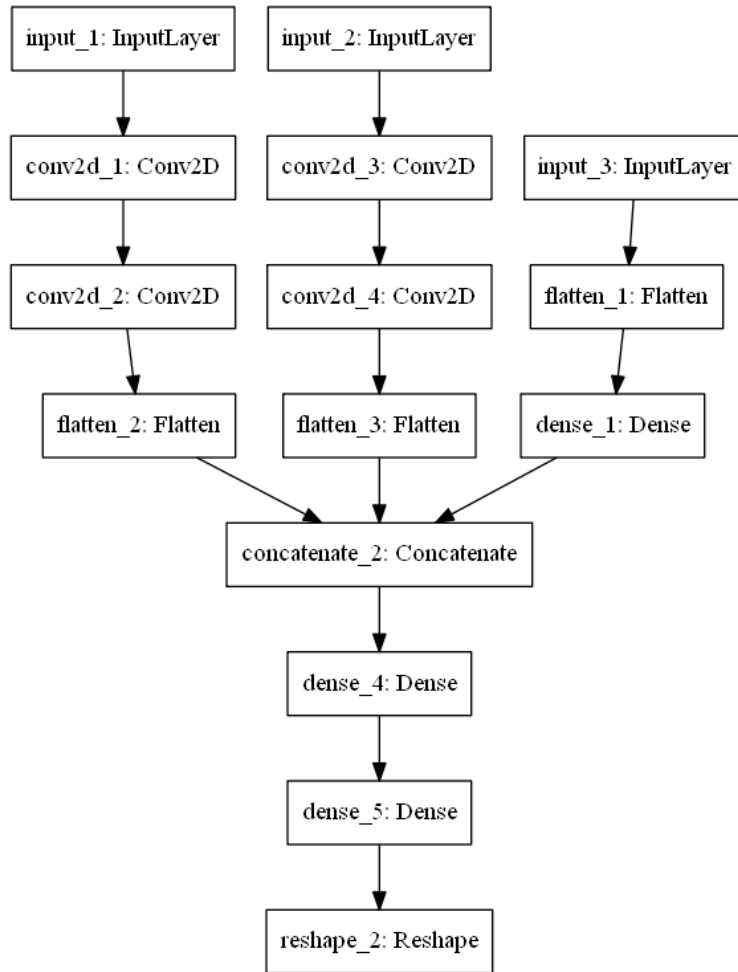 input_1: InputLayer
input_2: InputLayer
conv2d_1: Conv2D
conv2d_3: Conv2D
input_3: InputLayer
conv2d_2: Conv2D
conv2d_4: Conv2D
flatten_1: Flatten
flatten_2: Flatten
flatten_3: Flatten
dense_1: Dense
concatenate_2: Concatenate
dense_4: Dense
dense_5: Dense
reshape_2: Reshape